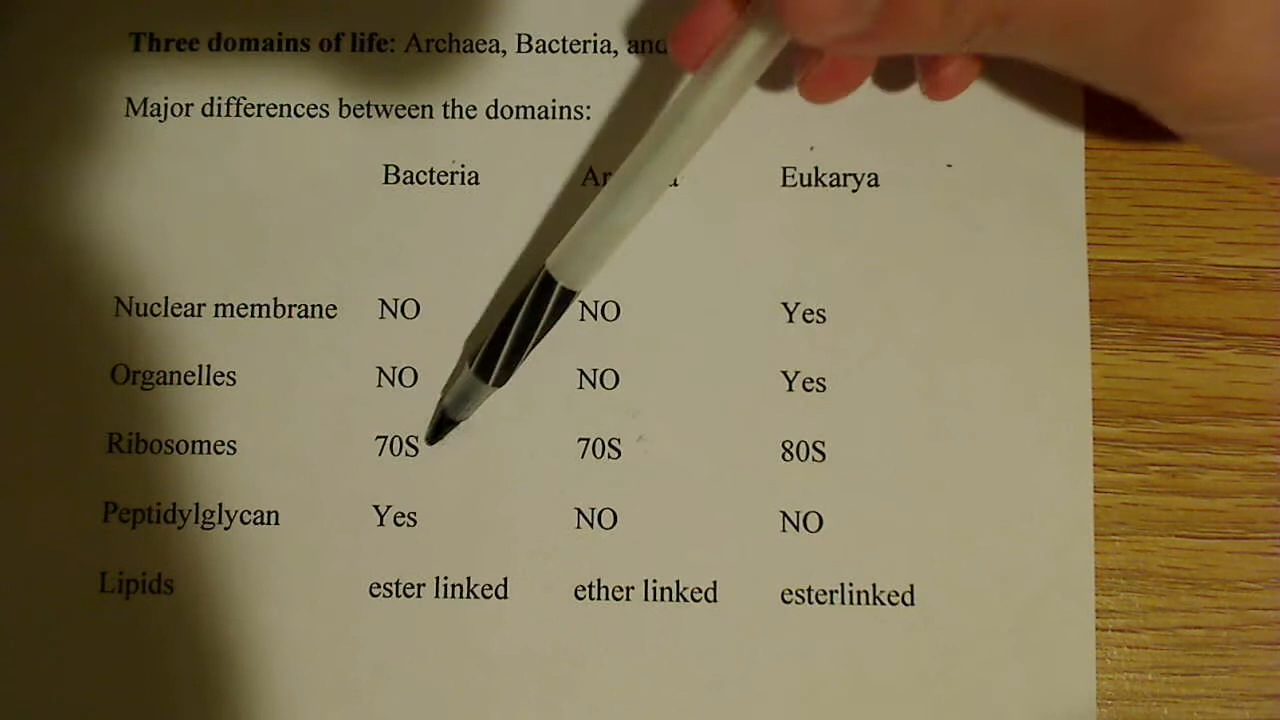 Three domains of life: Archaea, Bacteria, and
Major differences between the domains:
Bacteria Eukarya
Nuclear membrane NO NO Yes
Organelles NO NO Yes
Ribosomes 70S 70S 80S
Peptidylglycan Yes NO NO
Lipids ester linked ether linked esterlinked